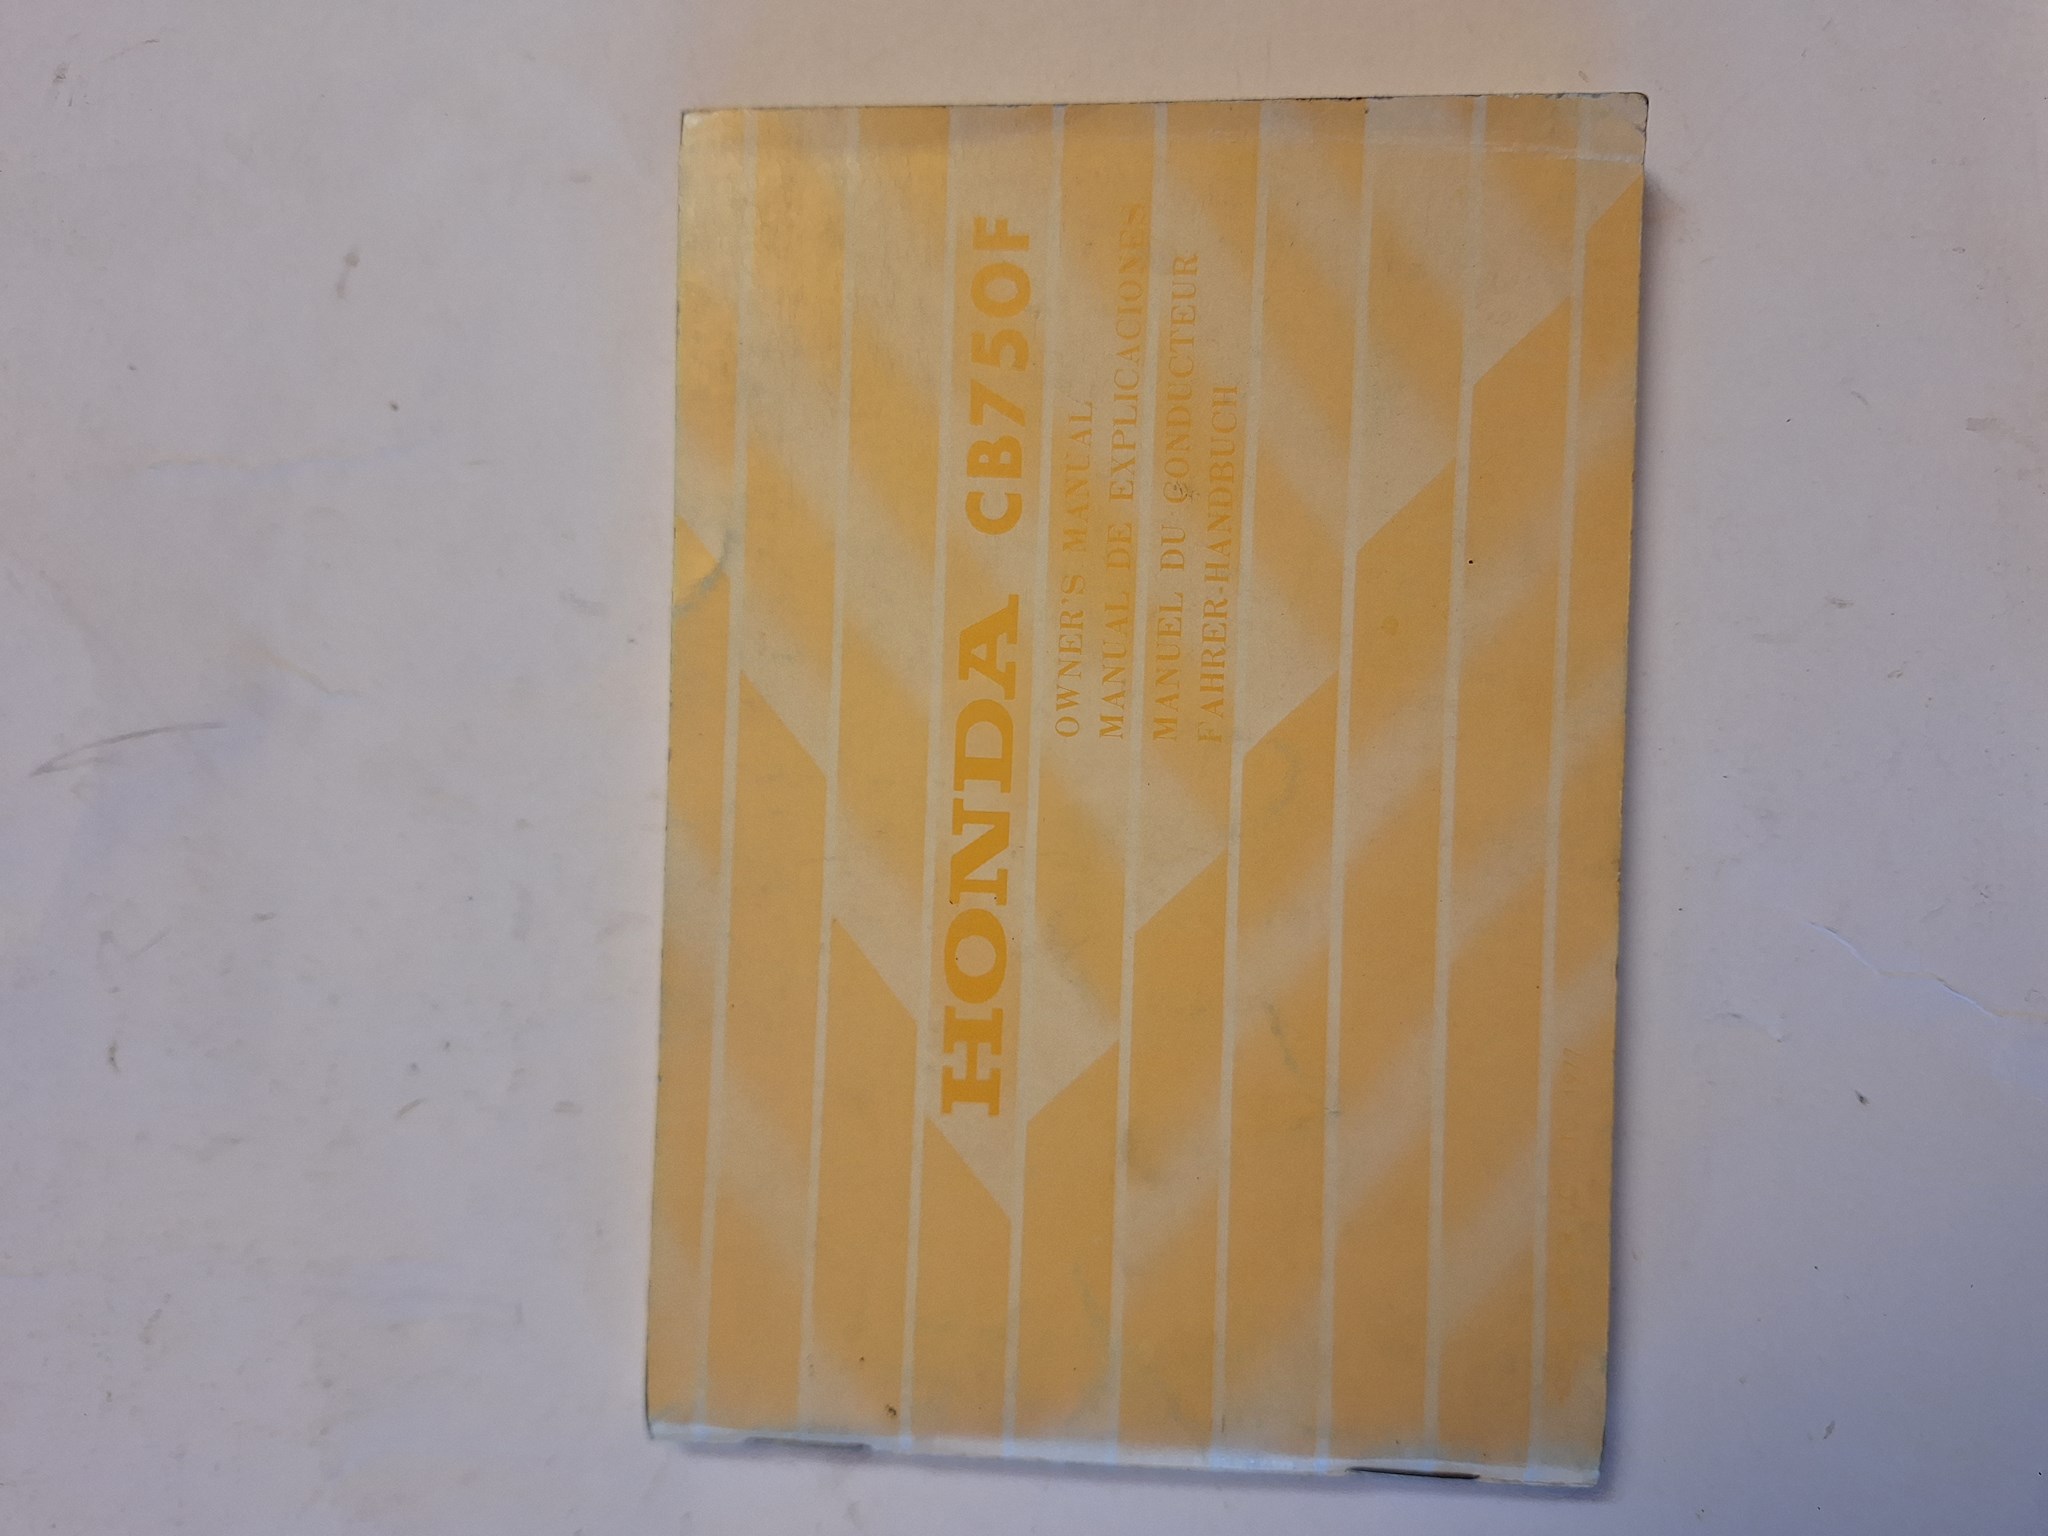 HONDA CB750F
OWNER'S MANUAL
MANUAL DE EXPLICACIONES
MANUEL DU CONDUCTEUR
FAHRER-HANDBUCH